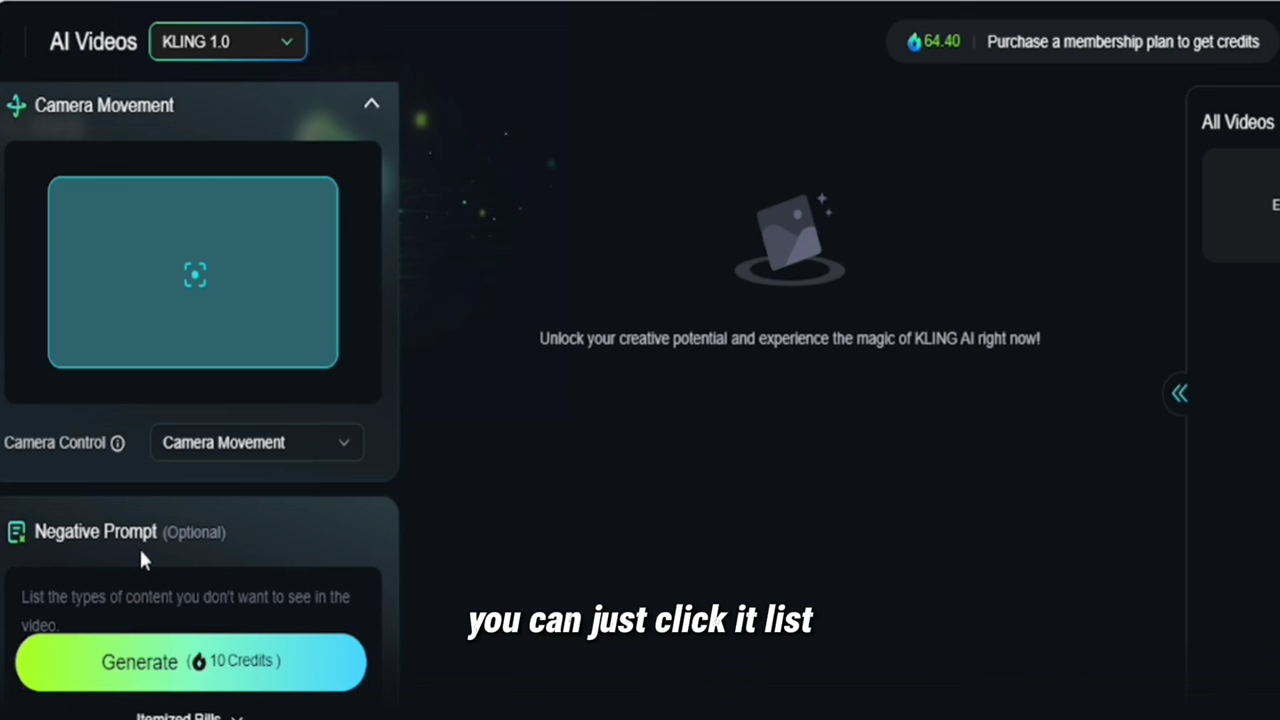 AI Videos
KLING 1.0
64.40
Purchase a membership plan to get credits
Camera Movement
All Videos
Unlock your creative potential and experience the magic of KLING AI right now!
Camera Control
Camera Movement
Negative Prompt (Optional)
List the types of content you don't want to see in the
video.
you can just click it list
Generate ( 10 Credits )
Itemized Bills